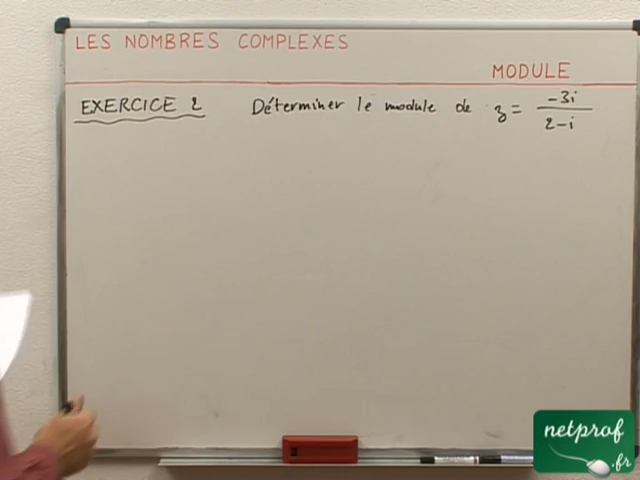 LES NOMBRES COMPLEXES
MODULE
EXERCICE 2 Déterminer le module de z = -3i / 2-i
netprof
.fr